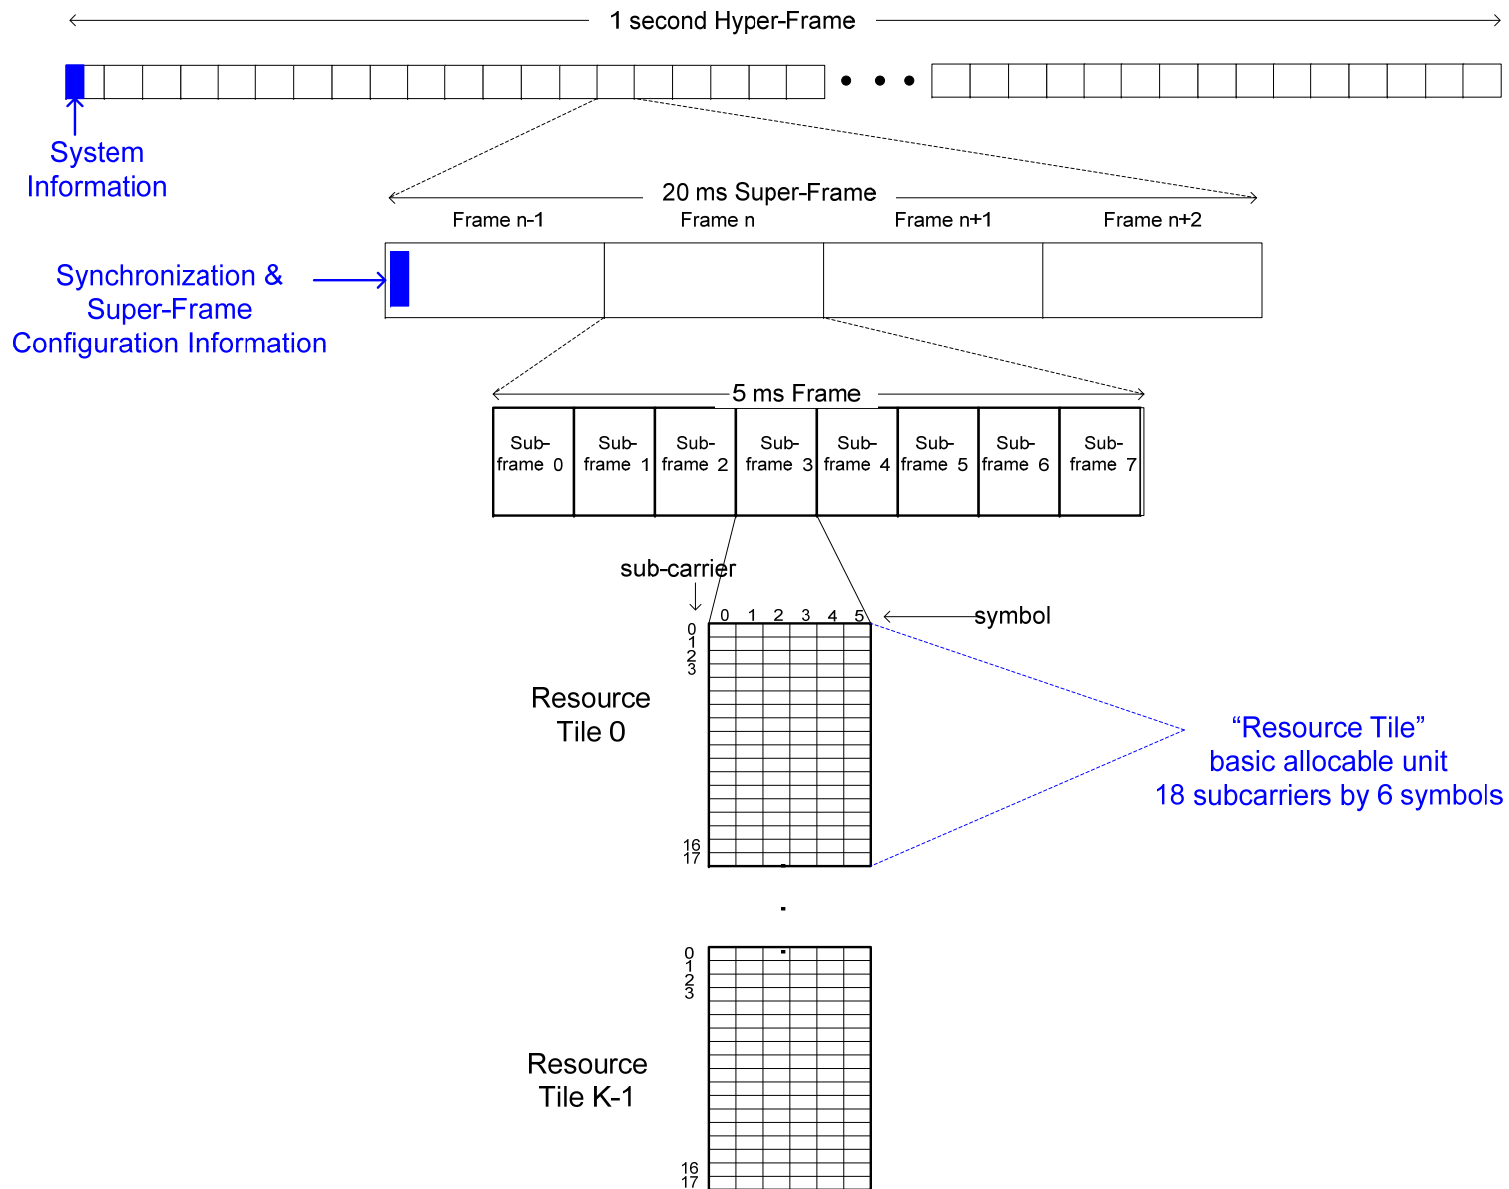 1 second Hyper-Frame
System
Information
20 ms Super-Frame
Frame n-1 Frame n Frame n+1 Frame n+2
Synchronization &
Super-Frame
Configuration Information
5 ms Frame
Sub-frame 0
Sub-frame 1
Sub-frame 2
Sub-frame 3
Sub-frame 4
Sub-frame 5
Sub-frame 6
Sub-frame 7
sub-carrier
0 1 2 3 4 5
symbol
0
1
2
3
Resource
Tile 0
16
17
“Resource Tile”
basic allocable unit
18 subcarriers by 6 symbols
0
1
2
3
Resource
Tile K-1
16
17